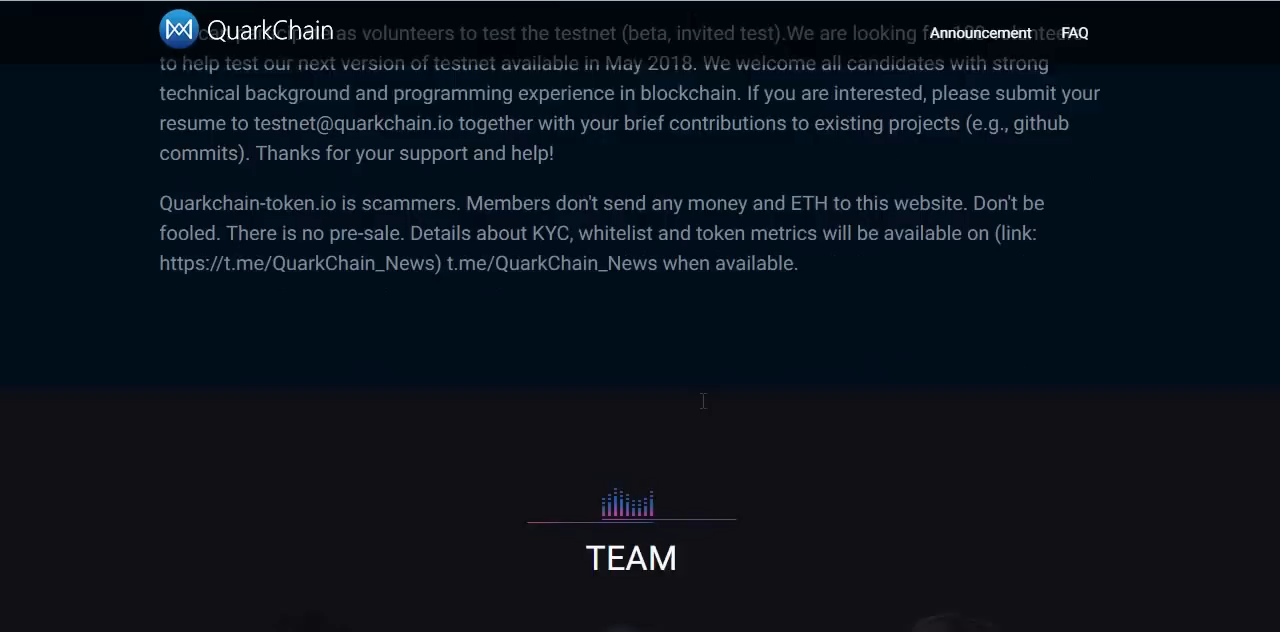 QuarkChain
Announcement
FAQ
as volunteers to test the testnet (beta, invited test).We are looking
to help test our next version of testnet available in May 2018. We welcome all candidates with strong
technical background and programming experience in blockchain. If you are interested, please submit your
resume to testnet@quarkchain.io together with your brief contributions to existing projects (e.g., github
commits). Thanks for your support and help!
Quarkchain-token.io is scammers. Members don't send any money and ETH to this website. Don't be
fooled. There is no pre-sale. Details about KYC, whitelist and token metrics will be available on (link:
https://t.me/QuarkChain_News) t.me/QuarkChain_News when available.
TEAM